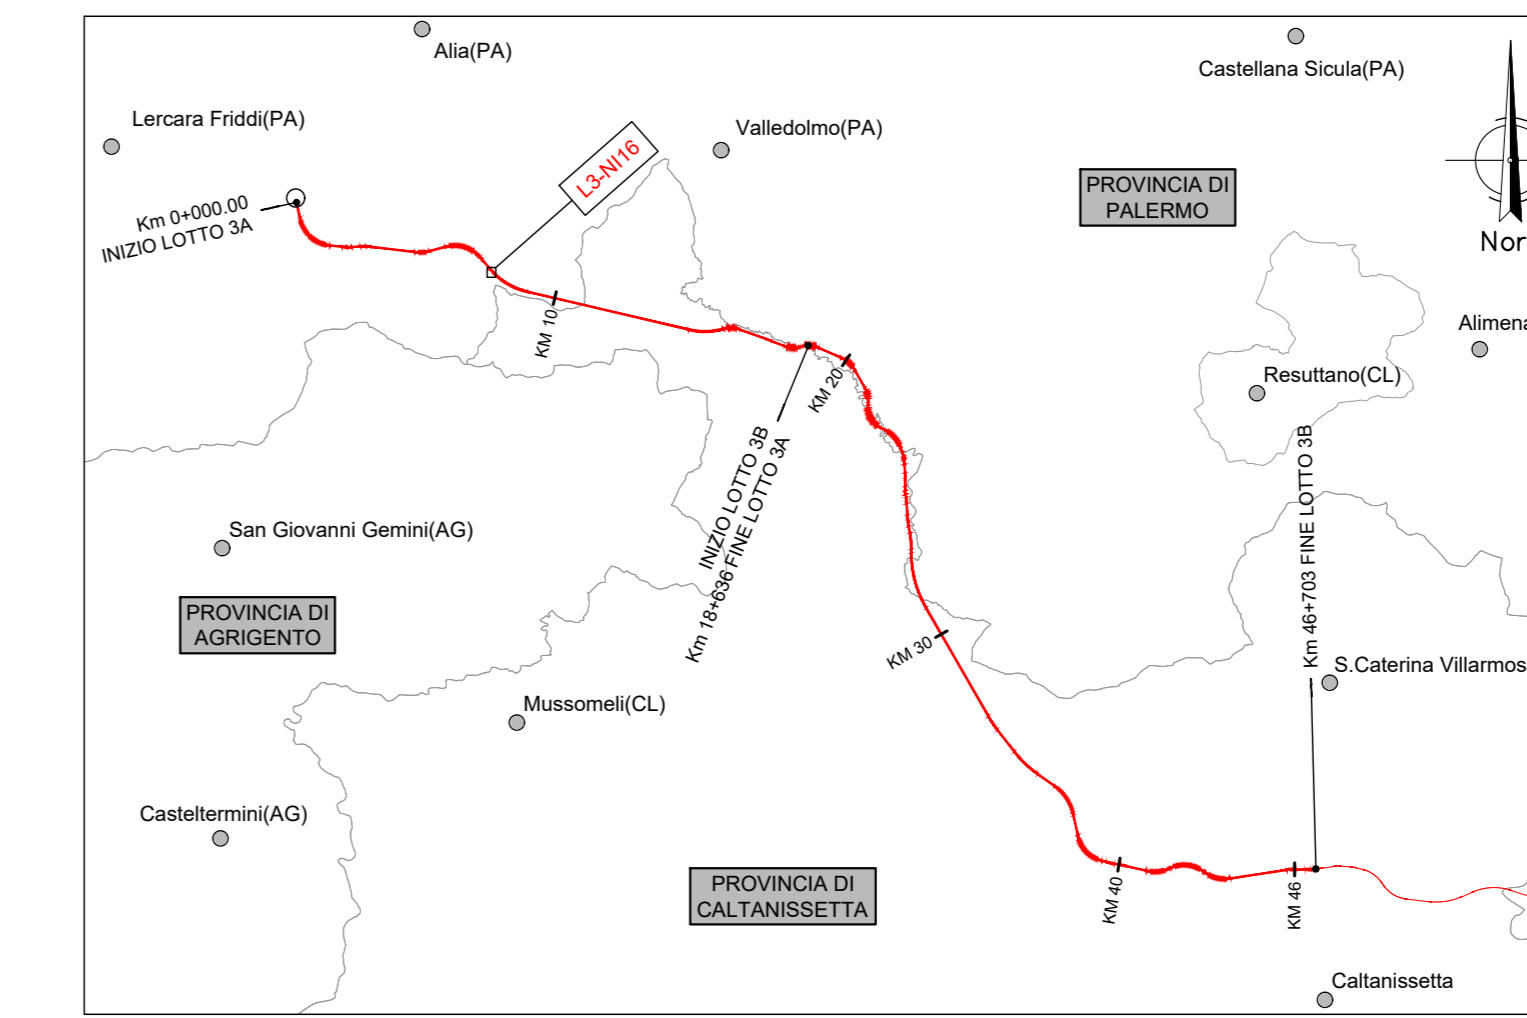 Alia(PA)
Castellana Sicula(PA)
Lercara Friddi(PA)
Valledolmo(PA)
L3-NI16
PROVINCIA DI
PALERMO
Km 0+000.00
INIZIO LOTTO 3A
Nor
KM 10
Alimena
KM 20
Resuttano(CL)
INIZIO LOTTO 3B
Km 18+636 FINE LOTTO 3A
Km 46+703 FINE LOTTO 3B
San Giovanni Gemini(AG)
PROVINCIA DI
AGRIGENTO
KM 30
S.Caterina Villarmos
Mussomeli(CL)
Casteltermini(AG)
PROVINCIA DI
CALTANISSETTA
KM 40
KM 46
Caltanissetta